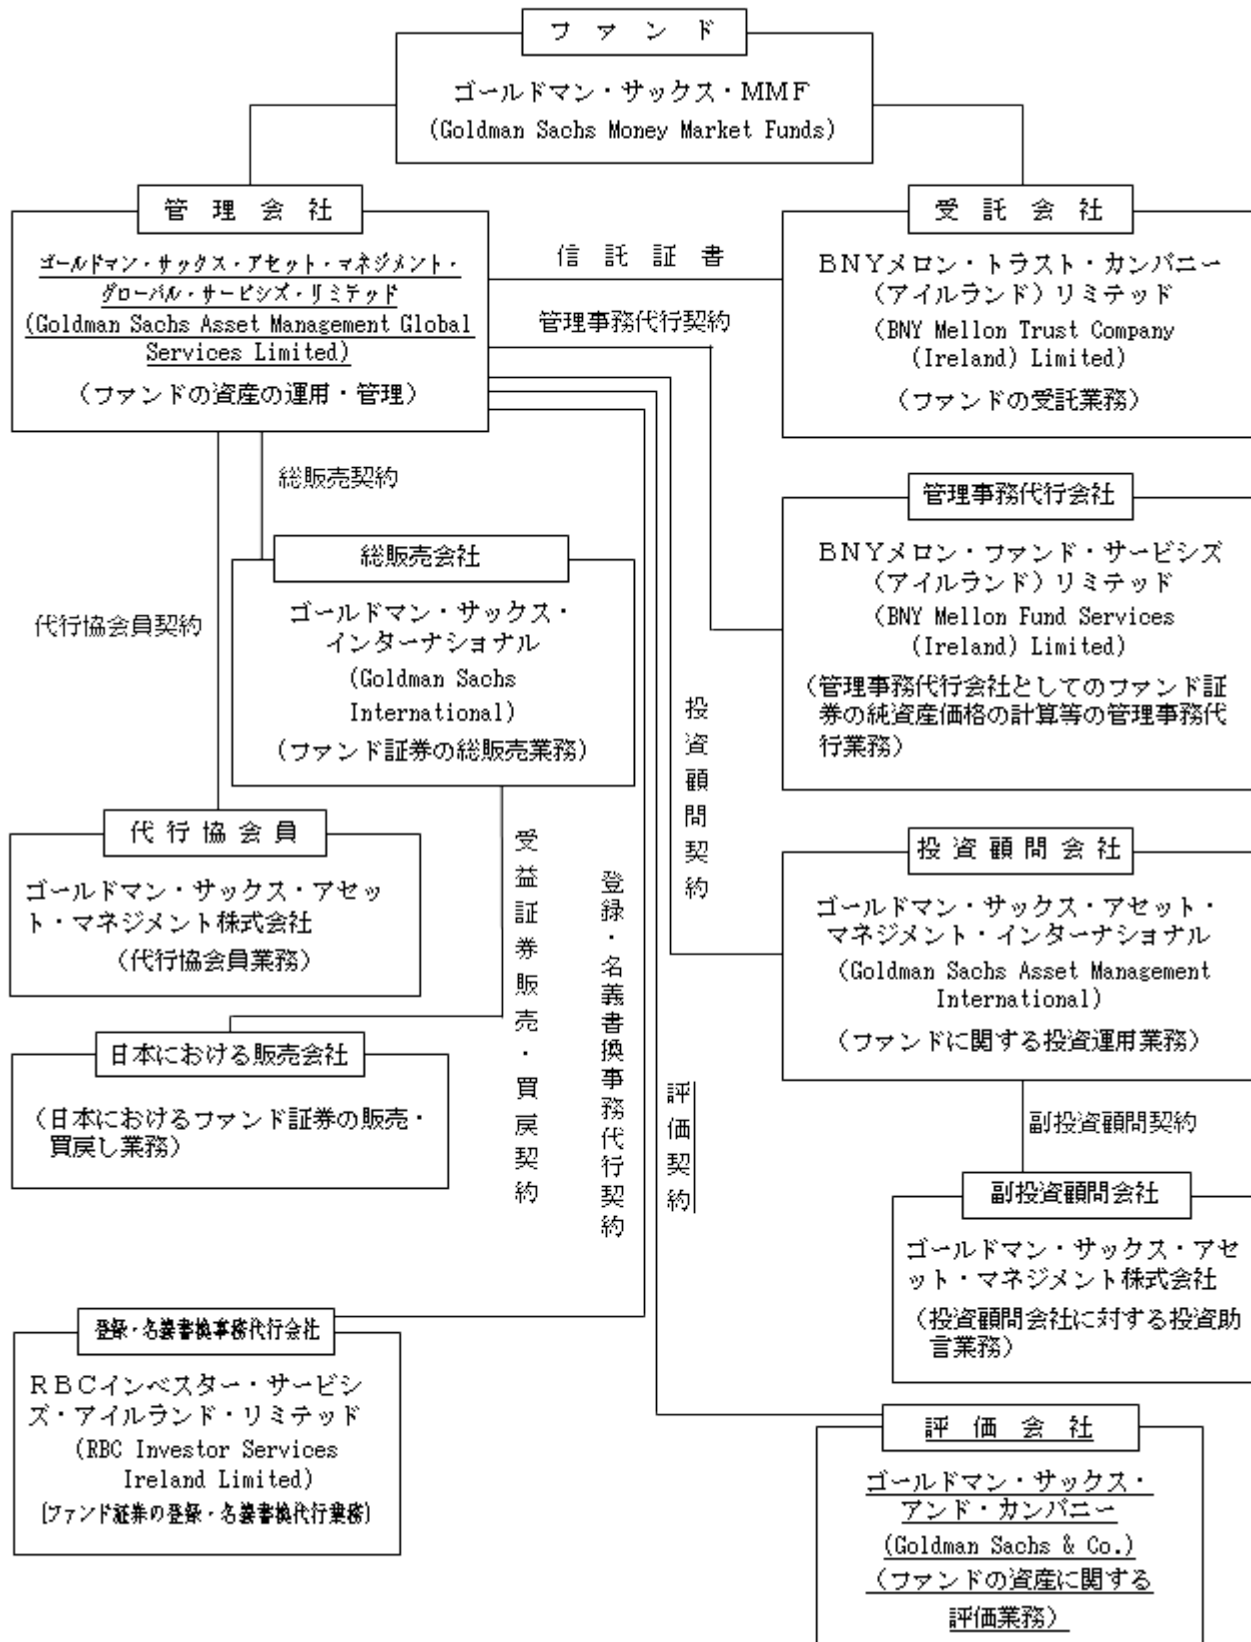 ファンド
ゴールドマン・サックス・MMF
(Goldman Sachs Money Market Funds)
管理会社
ゴールドマン・サックス・アセット・マネジメント・
グローバル・サービシズ・リミテッド
(Goldman Sachs Asset Management Global
Services Limited)
（ファンドの資産の運用・管理）
信託証書
管理事務代行契約
受託会社
BNYメロン・トラスト・カンパニー
（アイルランド）リミテッド
(BNY Mellon Trust Company
(Ireland) Limited)
（ファンドの受託業務）
総販売契約
管理事務代行会社
BNYメロン・ファンド・サービシズ
（アイルランド）リミテッド
(BNY Mellon Fund Services
(Ireland) Limited)
（管理事務代行会社としてのファンド証
券の純資産価格の計算等の管理事務代
行業務）
代行協会員契約
総販売会社
ゴールドマン・サックス・
インターナショナル
(Goldman Sachs
International)
（ファンド証券の総販売業務）
投資顧問契約
代行協会員
ゴールドマン・サックス・アセッ
ト・マネジメント株式会社
（代行協会員業務）
受益証券販売・買戻契約
登録・名義書換事務代行契約
評価契約
投資顧問会社
ゴールドマン・サックス・アセット・
マネジメント・インターナショナル
(Goldman Sachs Asset Management
International)
（ファンドに関する投資運用業務）
日本における販売会社
（日本におけるファンド証券の販売・
買戻し業務）
副投資顧問契約
副投資顧問会社
ゴールドマン・サックス・アセ
ット・マネジメント株式会社
（投資顧問会社に対する投資助
言業務）
登録・名義書換事務代行会社
RBCインベスター・サービシ
ズ・アイルランド・リミテッド
(RBC Investor Services
Ireland Limited)
(ファンド証券の登録・名義書換代行業務)
評価会社
ゴールドマン・サックス・
アンド・カンパニー
(Goldman Sachs & Co.)
（ファンドの資産に関する
評価業務）